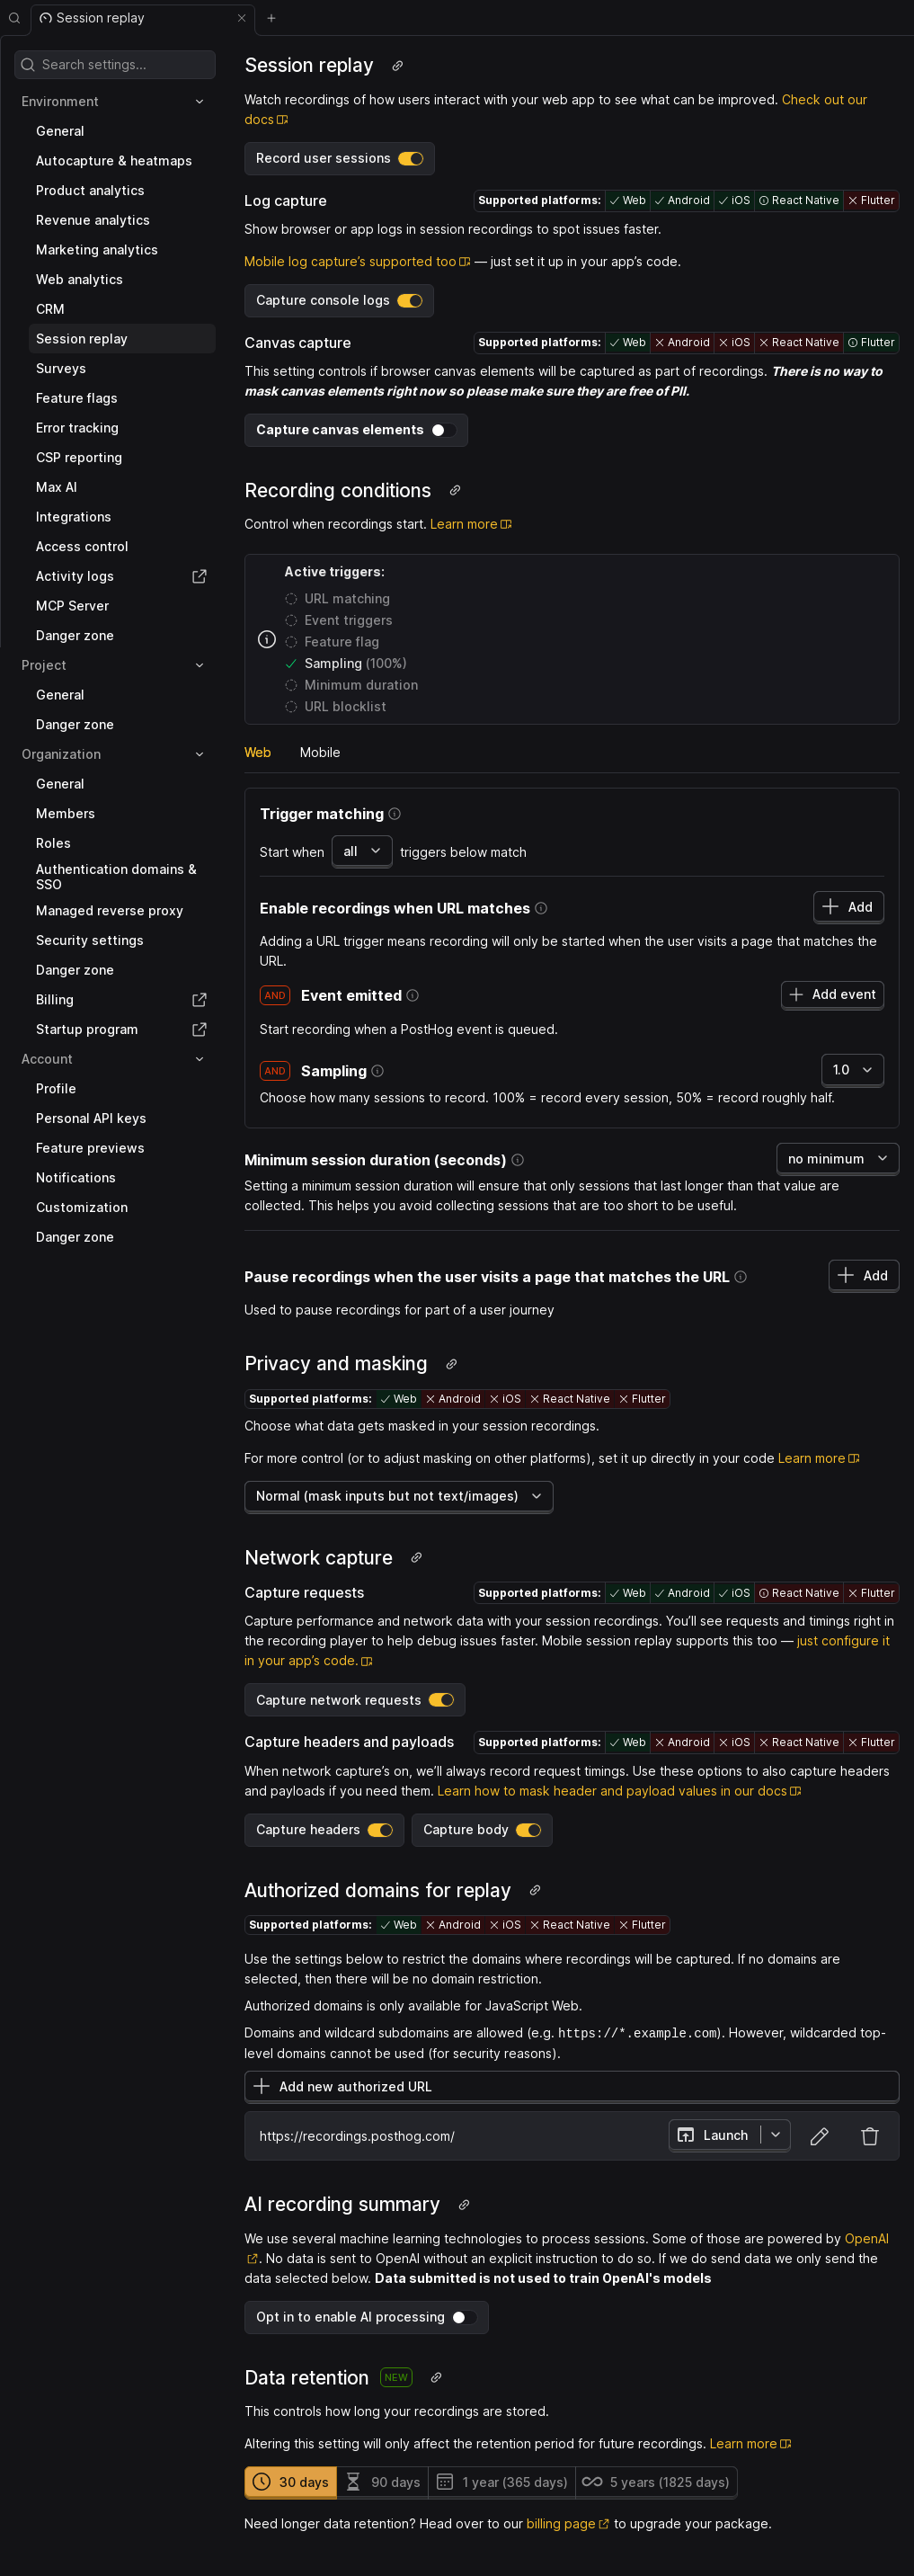 Session replay
Search settings...
Environment
General
Autocapture & heatmaps
Product analytics
Revenue analytics
Marketing analytics
Web analytics
CRM
Session replay
Surveys
Feature flags
Error tracking
CSP reporting
Max AI
Integrations
Access control
Activity logs
MCP Server
Danger zone
Project
General
Danger zone
Organization
General
Members
Roles
Authentication domains &
SSO
Managed reverse proxy
Security settings
Danger zone
Billing
Startup program
Account
Profile
Personal API keys
Feature previews
Notifications
Customization
Danger zone
Session replay
Watch recordings of how users interact with your web app to see what can be improved. Check out our
docs
Record user sessions
Log capture
Supported platforms: Web Android iOS React Native Flutter
Show browser or app logs in session recordings to spot issues faster.
Mobile log capture’s supported too — just set it up in your app’s code.
Capture console logs
Canvas capture
Supported platforms: Web Android iOS React Native Flutter
This setting controls if browser canvas elements will be captured as part of recordings. There is no way to
mask canvas elements right now so please make sure they are free of PII.
Capture canvas elements
Recording conditions
Control when recordings start. Learn more
Active triggers:
URL matching
Event triggers
Feature flag
Sampling (100%)
Minimum duration
URL blocklist
Web Mobile
Trigger matching
Start when all triggers below match
Enable recordings when URL matches
Add
Adding a URL trigger means recording will only be started when the user visits a page that matches the
URL.
AND Event emitted
Add event
Start recording when a PostHog event is queued.
AND Sampling
1.0
Choose how many sessions to record. 100% = record every session, 50% = record roughly half.
Minimum session duration (seconds)
no minimum
Setting a minimum session duration will ensure that only sessions that last longer than that value are
collected. This helps you avoid collecting sessions that are too short to be useful.
Pause recordings when the user visits a page that matches the URL
Add
Used to pause recordings for part of a user journey
Privacy and masking
Supported platforms: Web Android iOS React Native Flutter
Choose what data gets masked in your session recordings.
For more control (or to adjust masking on other platforms), set it up directly in your code Learn more
Normal (mask inputs but not text/images)
Network capture
Capture requests
Supported platforms: Web Android iOS React Native Flutter
Capture performance and network data with your session recordings. You’ll see requests and timings right in
the recording player to help debug issues faster. Mobile session replay supports this too — just configure it
in your app’s code.
Capture network requests
Capture headers and payloads
Supported platforms: Web Android iOS React Native Flutter
When network capture’s on, we’ll always record request timings. Use these options to also capture headers
and payloads if you need them. Learn how to mask header and payload values in our docs
Capture headers Capture body
Authorized domains for replay
Supported platforms: Web Android iOS React Native Flutter
Use the settings below to restrict the domains where recordings will be captured. If no domains are
selected, then there will be no domain restriction.
Authorized domains is only available for JavaScript Web.
Domains and wildcard subdomains are allowed (e.g. https://*.example.com). However, wildcarded top-
level domains cannot be used (for security reasons).
Add new authorized URL
https://recordings.posthog.com/
Launch
AI recording summary
We use several machine learning technologies to process sessions. Some of those are powered by OpenAI
. No data is sent to OpenAI without an explicit instruction to do so. If we do send data we only send the
data selected below. Data submitted is not used to train OpenAI's models
Opt in to enable AI processing
Data retention NEW
This controls how long your recordings are stored.
Altering this setting will only affect the retention period for future recordings. Learn more
30 days 90 days 1 year (365 days) 5 years (1825 days)
Need longer data retention? Head over to our billing page to upgrade your package.